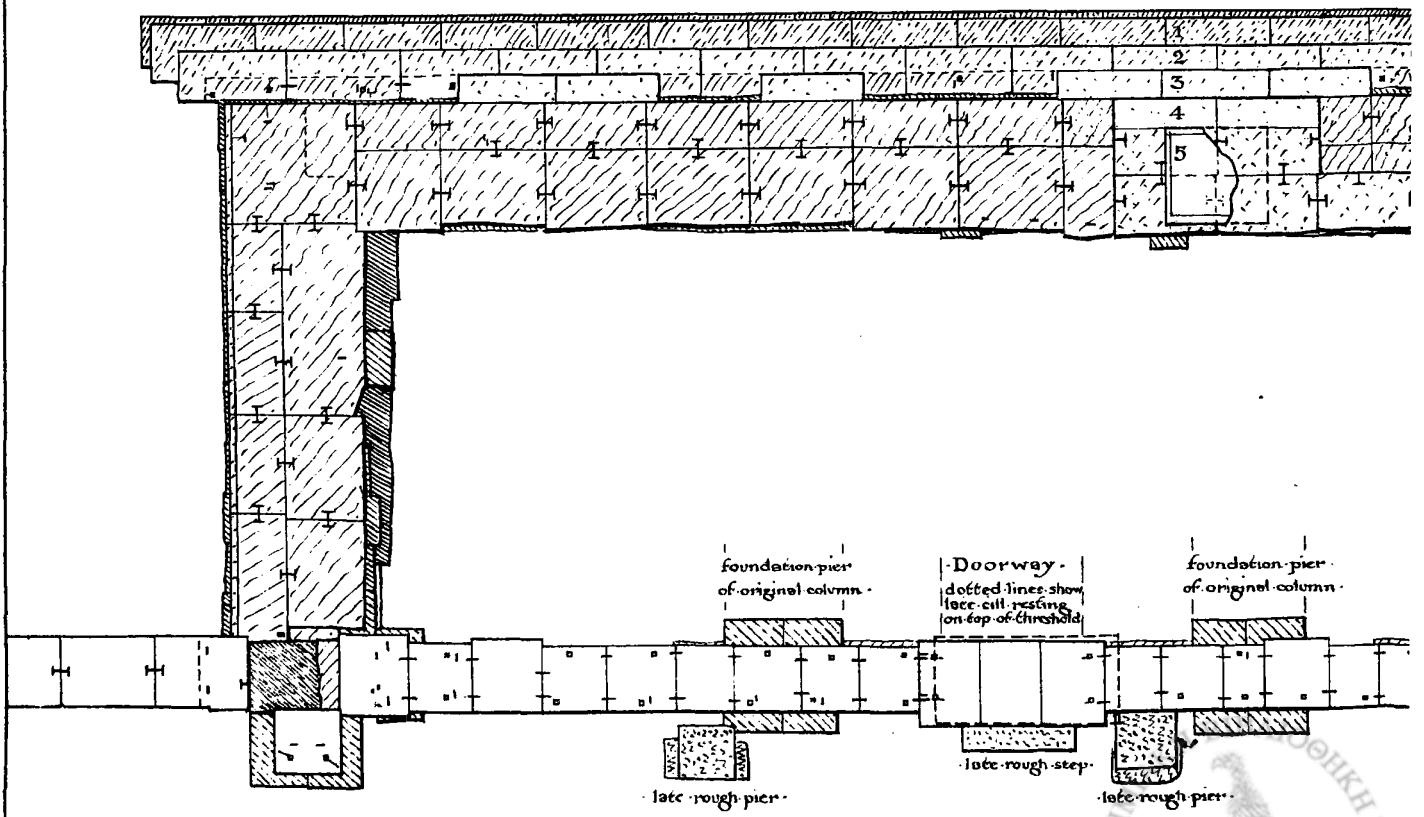 1
2
3
4
5
foundation·pier
of·original·column·
·Doorway·
dotted·lines·show
late·cill·resting
on·top·of·threshold
foundation·pier·
of·original·column·
·late·rough·step·
·late·rough·pier·
·late·rough·pier·
ΟΘΗΚΗ